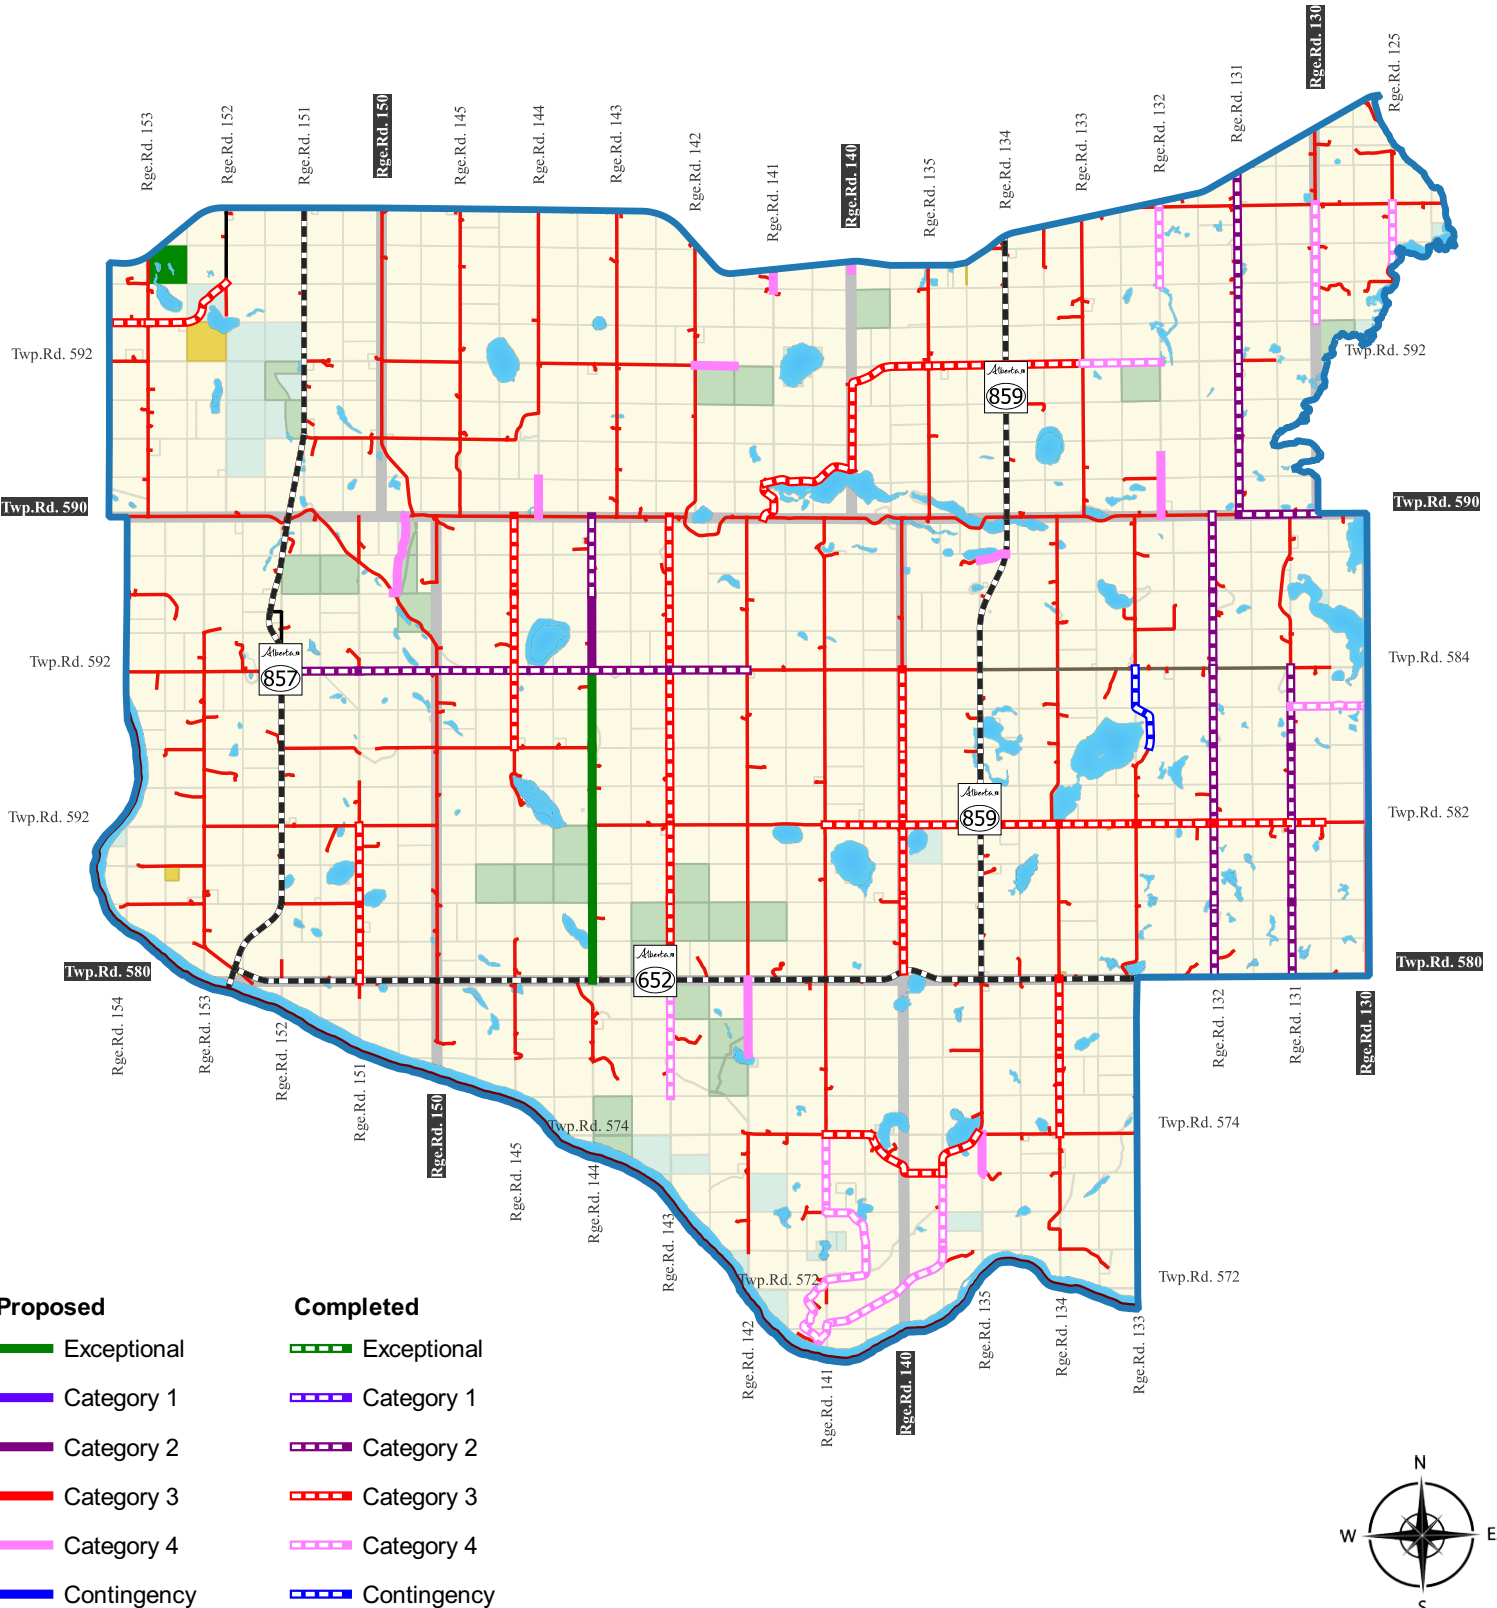 Rge.Rd. 153
Rge.Rd. 152
Rge.Rd. 151
Rge.Rd. 150
Rge.Rd. 145
Rge.Rd. 144
Rge.Rd. 143
Rge.Rd. 142
Rge.Rd. 141
Rge.Rd. 140
Rge.Rd. 135
Rge.Rd. 134
Rge.Rd. 133
Rge.Rd. 132
Rge.Rd. 131
Rge.Rd. 130
Rge.Rd. 125
Twp.Rd. 592
Twp.Rd. 592
Alberta
859
Twp.Rd. 590
Twp.Rd. 590
Twp.Rd. 592
Twp.Rd. 584
Alberta
857
Twp.Rd. 592
Twp.Rd. 582
Alberta
859
Twp.Rd. 580
Twp.Rd. 580
Alberta
652
Rge.Rd. 154
Rge.Rd. 153
Rge.Rd. 152
Rge.Rd. 151
Rge.Rd. 150
Rge.Rd. 145
Rge.Rd. 144
Rge.Rd. 143
Rge.Rd. 132
Rge.Rd. 131
Rge.Rd. 130
Twp.Rd. 574
Twp.Rd. 574
Twp.Rd. 572
Twp.Rd. 572
Rge.Rd. 142
Rge.Rd. 141
Rge.Rd. 140
Rge.Rd. 135
Rge.Rd. 134
Rge.Rd. 133
Proposed
Exceptional
Category 1
Category 2
Category 3
Category 4
Contingency
Completed
Exceptional
Category 1
Category 2
Category 3
Category 4
Contingency
N
W
E
S